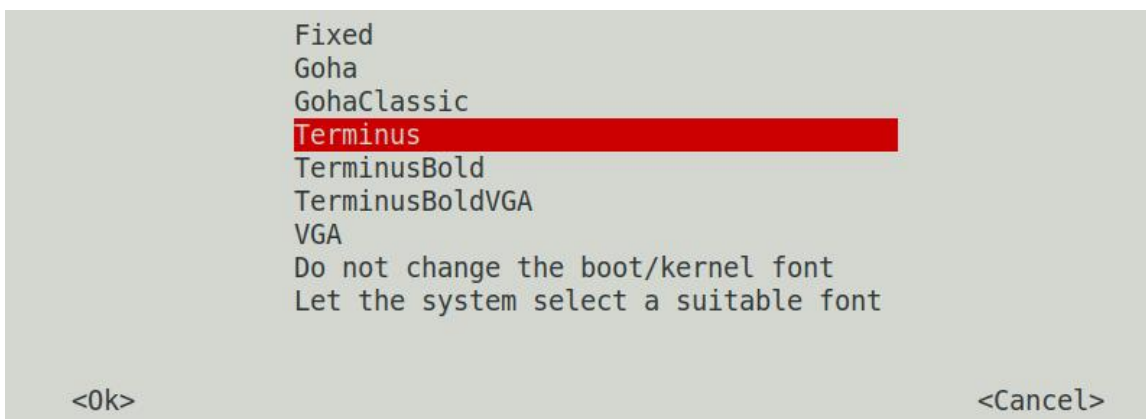 Fixed
Goha
GohaClassic
Terminus
TerminusBold
TerminusBoldVGA
VGA
Do not change the boot/kernel font
Let the system select a suitable font
<Ok> <Cancel>